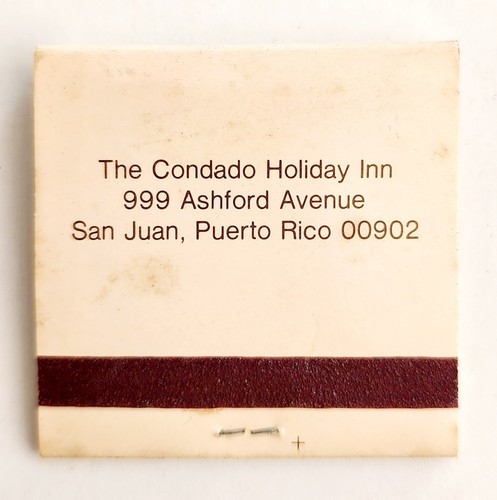 The Condado Holiday Inn
999 Ashford Avenue
San Juan, Puerto Rico 00902